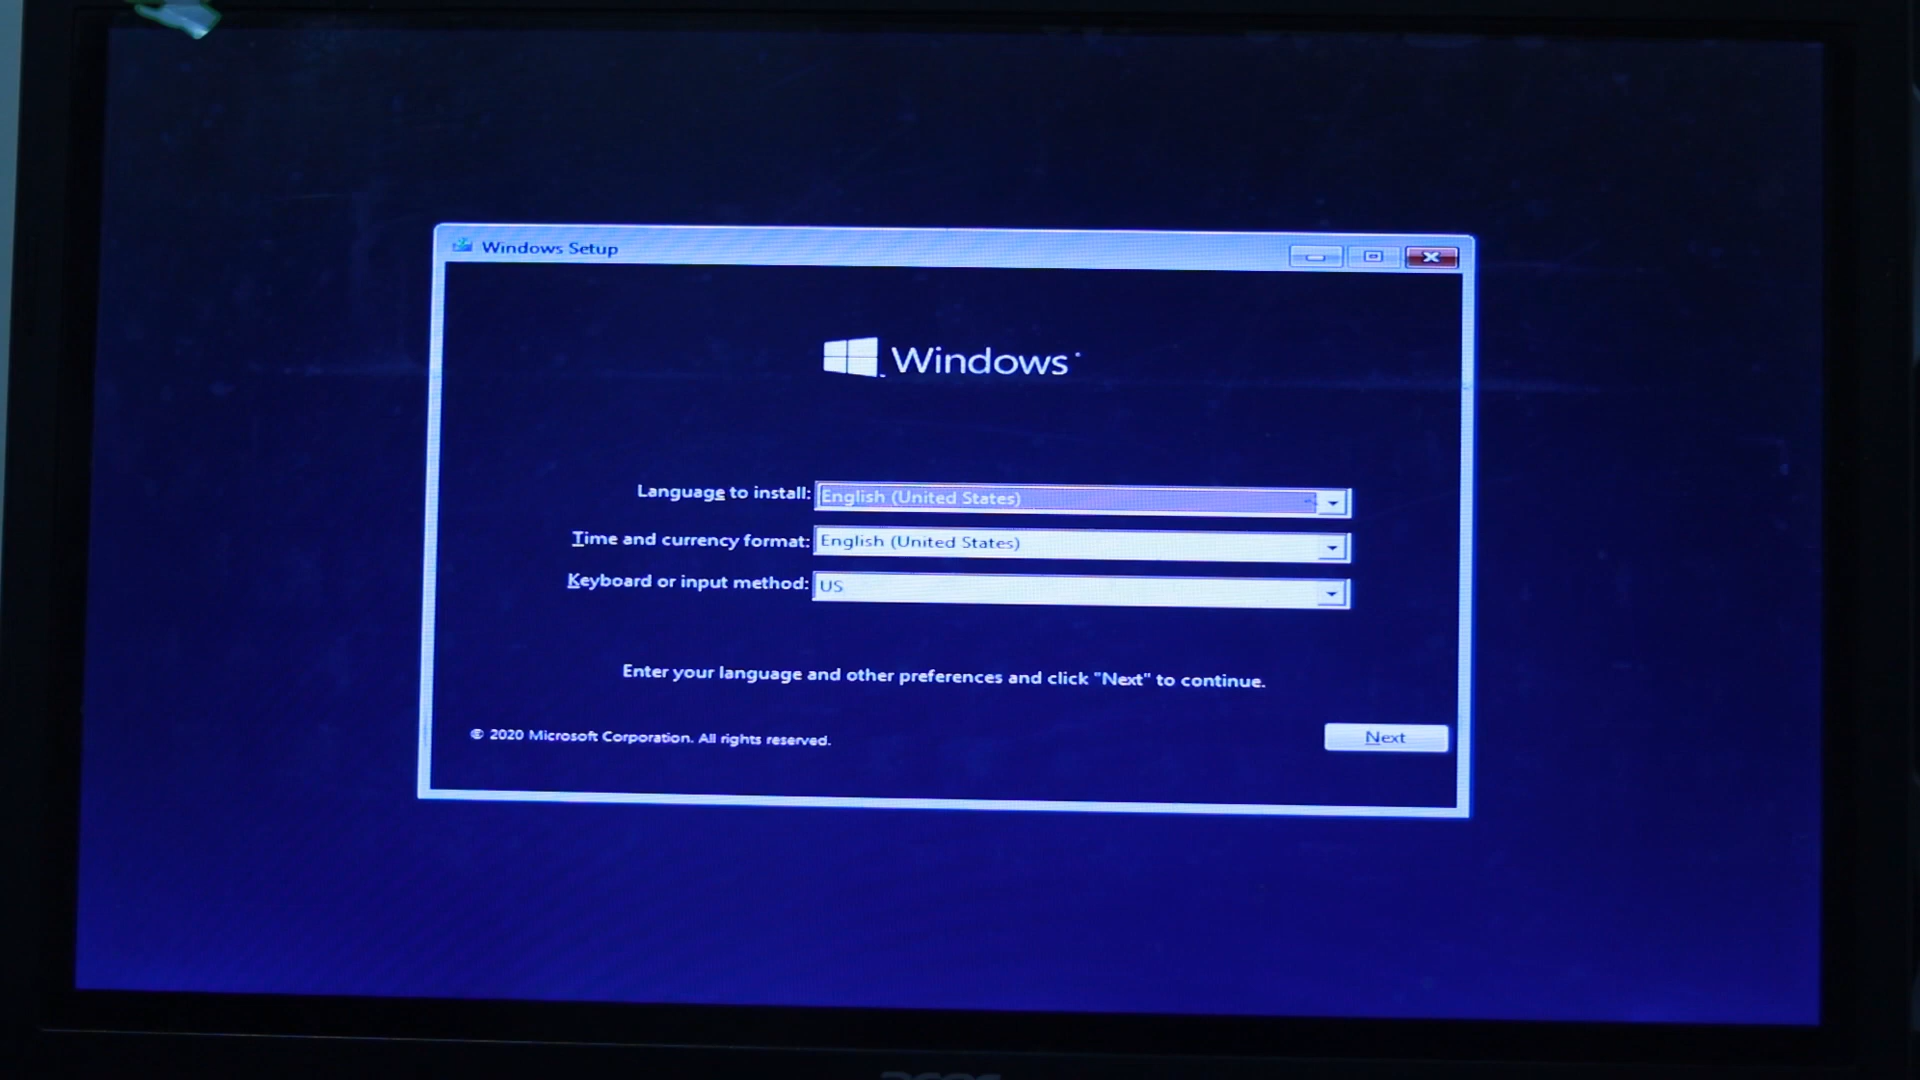 Windows Setup
Windows
Language to install: English (United States)
Time and currency format: English (United States)
Keyboard or input method: US
Enter your language and other preferences and click "Next" to continue.
© 2020 Microsoft Corporation. All rights reserved.
Next
acer